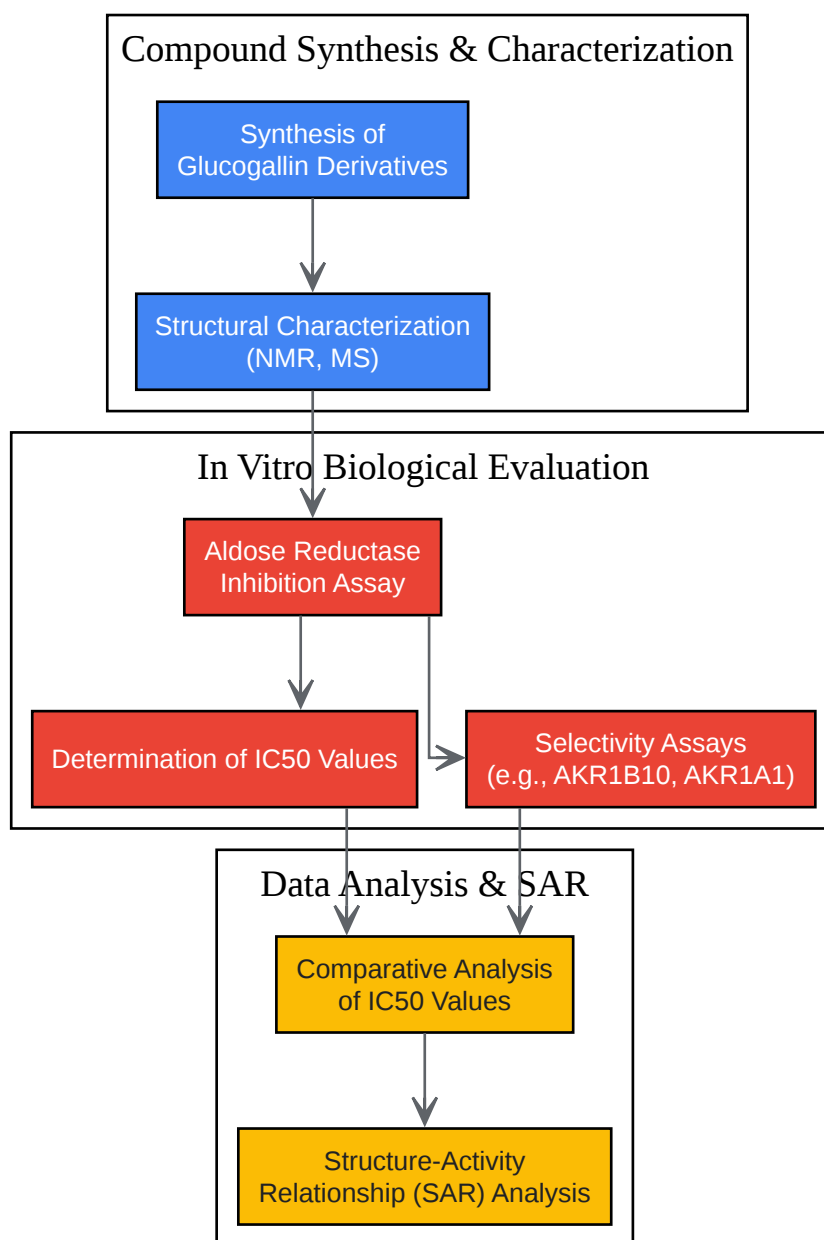 Compound Synthesis & Characterization
Synthesis of
Glucogallin Derivatives
Structural Characterization
(NMR, MS)
In Vitro Biological Evaluation
Aldose Reductase
Inhibition Assay
Determination of IC50 Values
Selectivity Assays
(e.g., AKR1B10, AKR1A1)
Data Analysis & SAR
Comparative Analysis
of IC50 Values
Structure-Activity
Relationship (SAR) Analysis